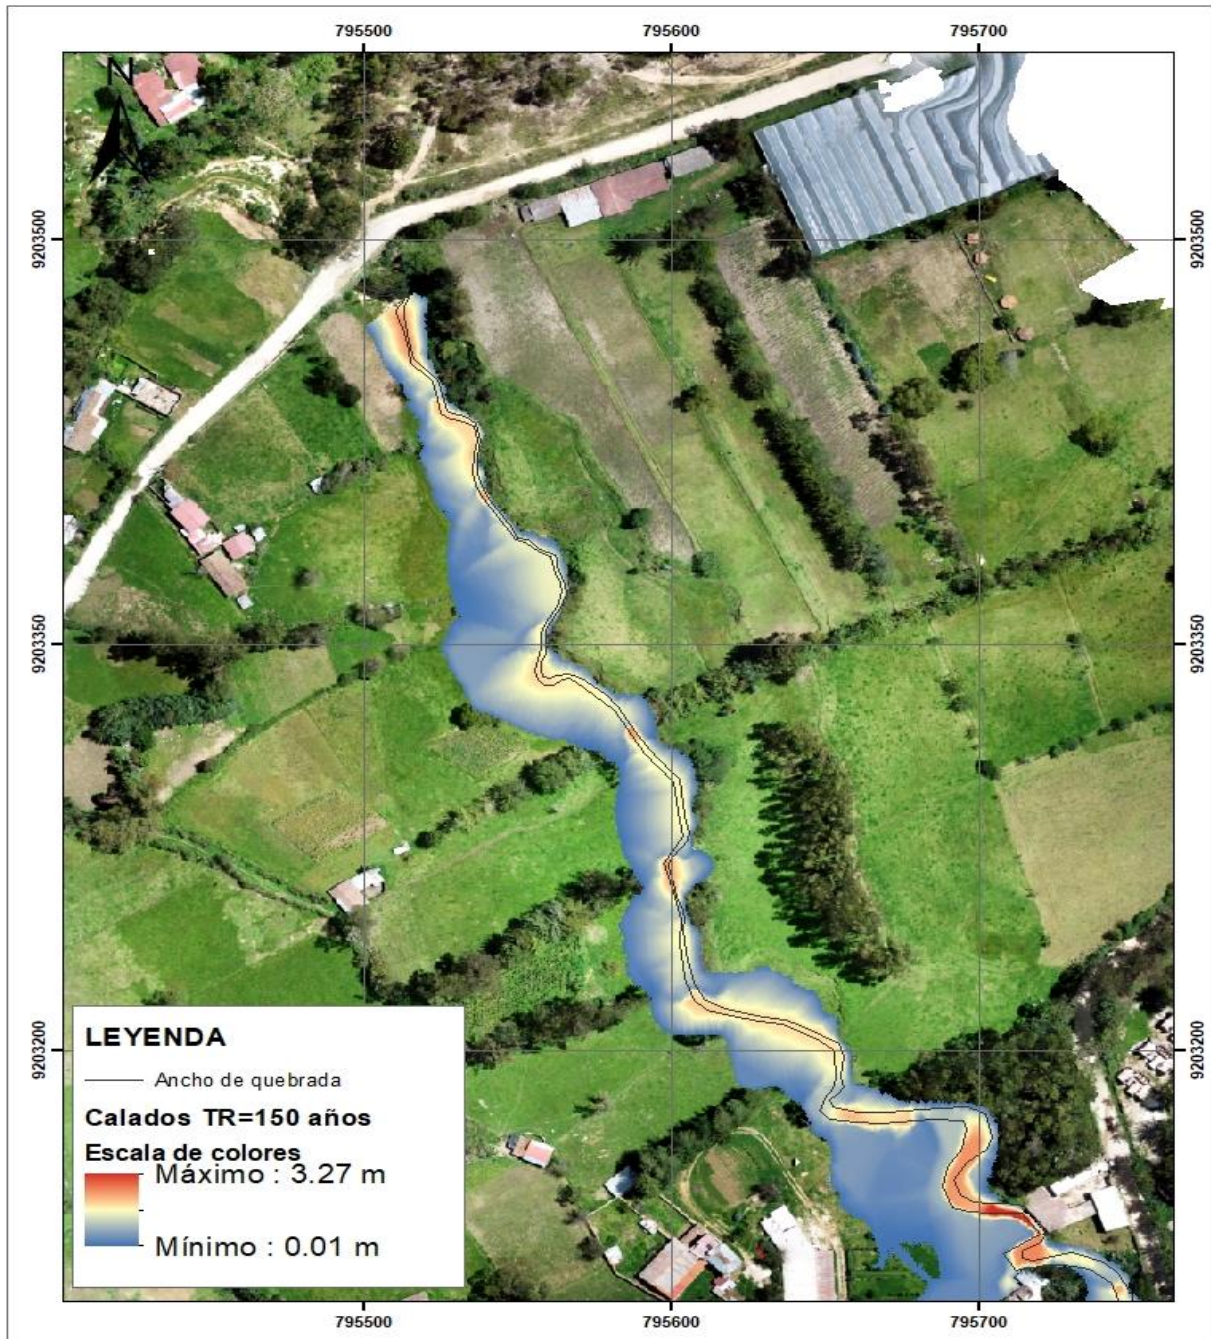 795500 795600 795700
N
9203500 9203500
9203350 9203350
9203200 9203200
LEYENDA
Ancho de quebrada
Calados TR=150 años
Escala de colores
Máximo : 3.27 m
Mínimo : 0.01 m
795500 795600 795700